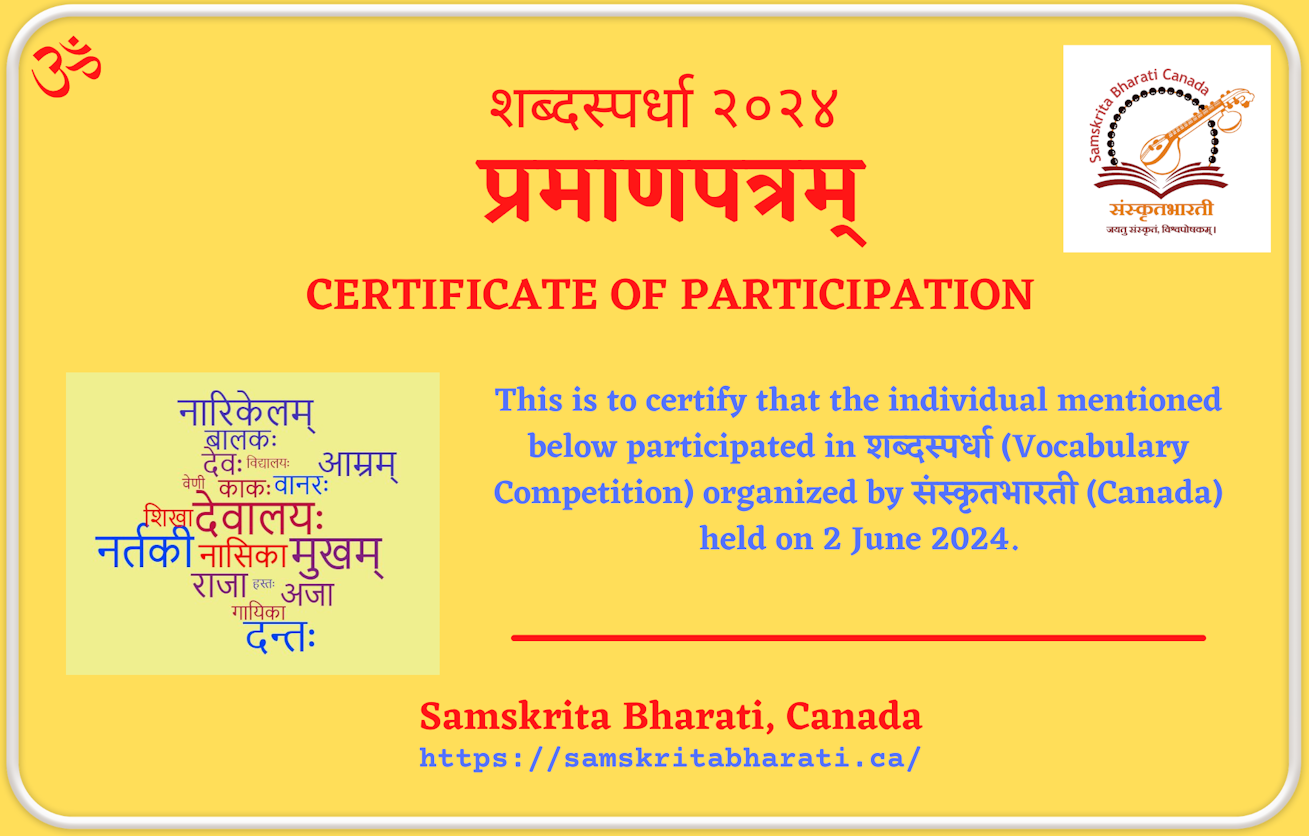 ॐ
शब्दस्पर्धा २०२४
प्रमाणपत्रम्
CERTIFICATE OF PARTICIPATION
Samskrita Bharati Canada
संस्कृतभारती
जयतु संस्कृतं, विश्वपोषकम्।
नारिकेलम्
बालकः
देवः विद्यालयः आम्रम्
वेणी काकः वानरः
शिखा देवालयः
नर्तकी नासिका मुखम्
राजा हस्तः अजा
गायिका
दन्तः
This is to certify that the individual mentioned
below participated in शब्दस्पर्धा (Vocabulary
Competition) organized by संस्कृतभारती (Canada)
held on 2 June 2024.
Samskrita Bharati, Canada
https://samskritabharati.ca/